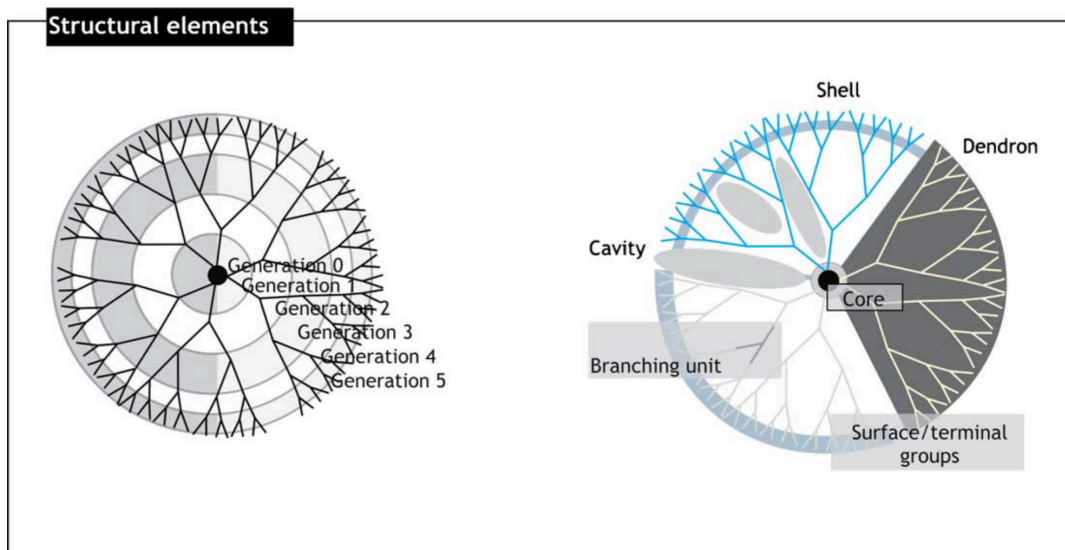 Structural elements
Generation 0
Generation 1
Generation 2
Generation 3
Generation 4
Generation 5
Shell
Dendron
Cavity
Core
Branching unit
Surface/terminal
groups